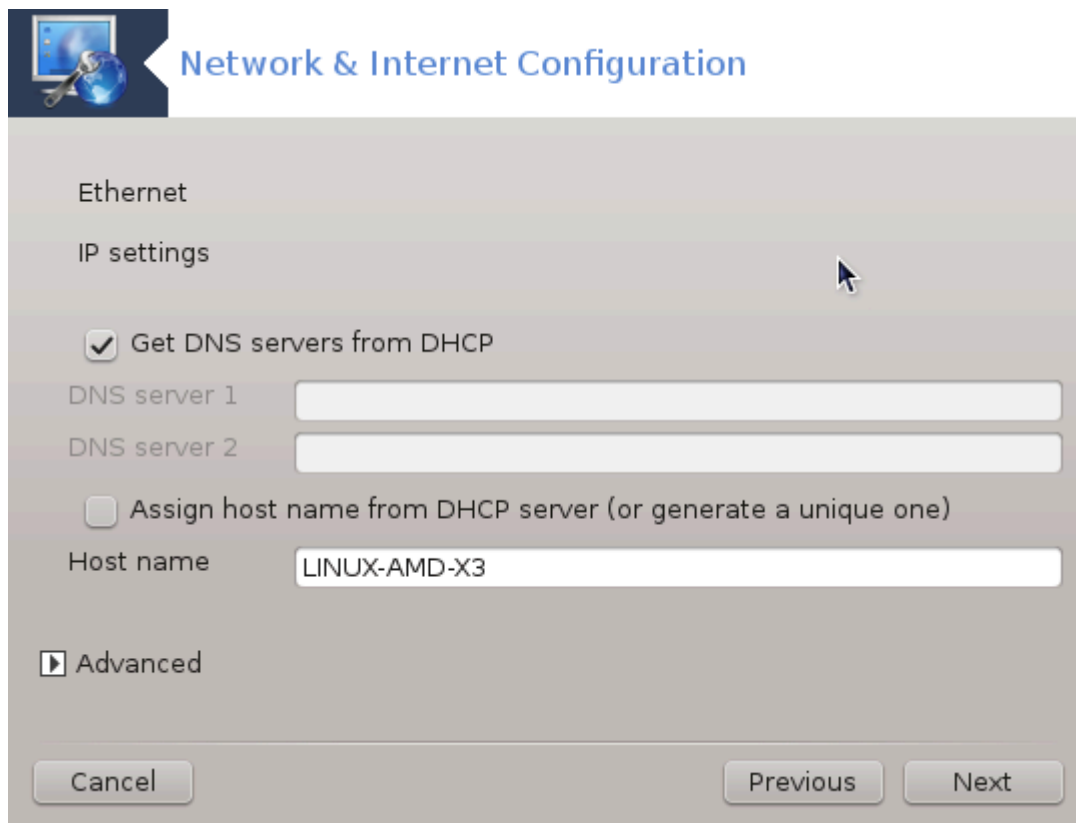 Network & Internet Configuration
Ethernet
IP settings
Get DNS servers from DHCP
DNS server 1
DNS server 2
Assign host name from DHCP server (or generate a unique one)
Host name LINUX-AMD-X3
Advanced
Cancel Previous Next